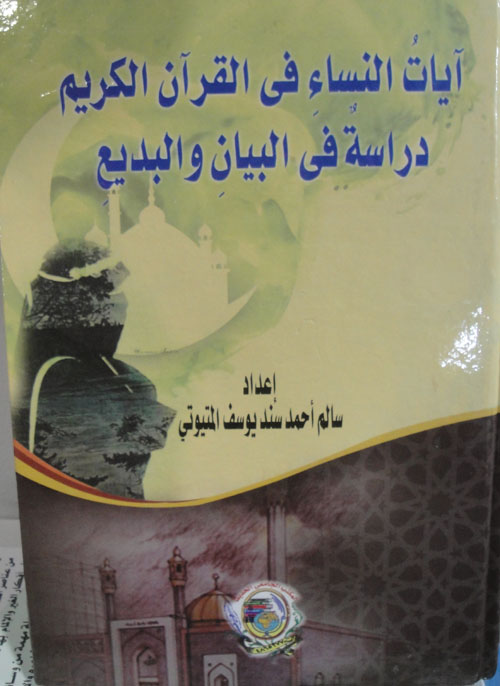 آياتُ النساءِ فى القرآن الكريم
دراسةٌ فى البيانِ والبديعِ
إعداد
سالم أحمد سند يوسف المتيوتي